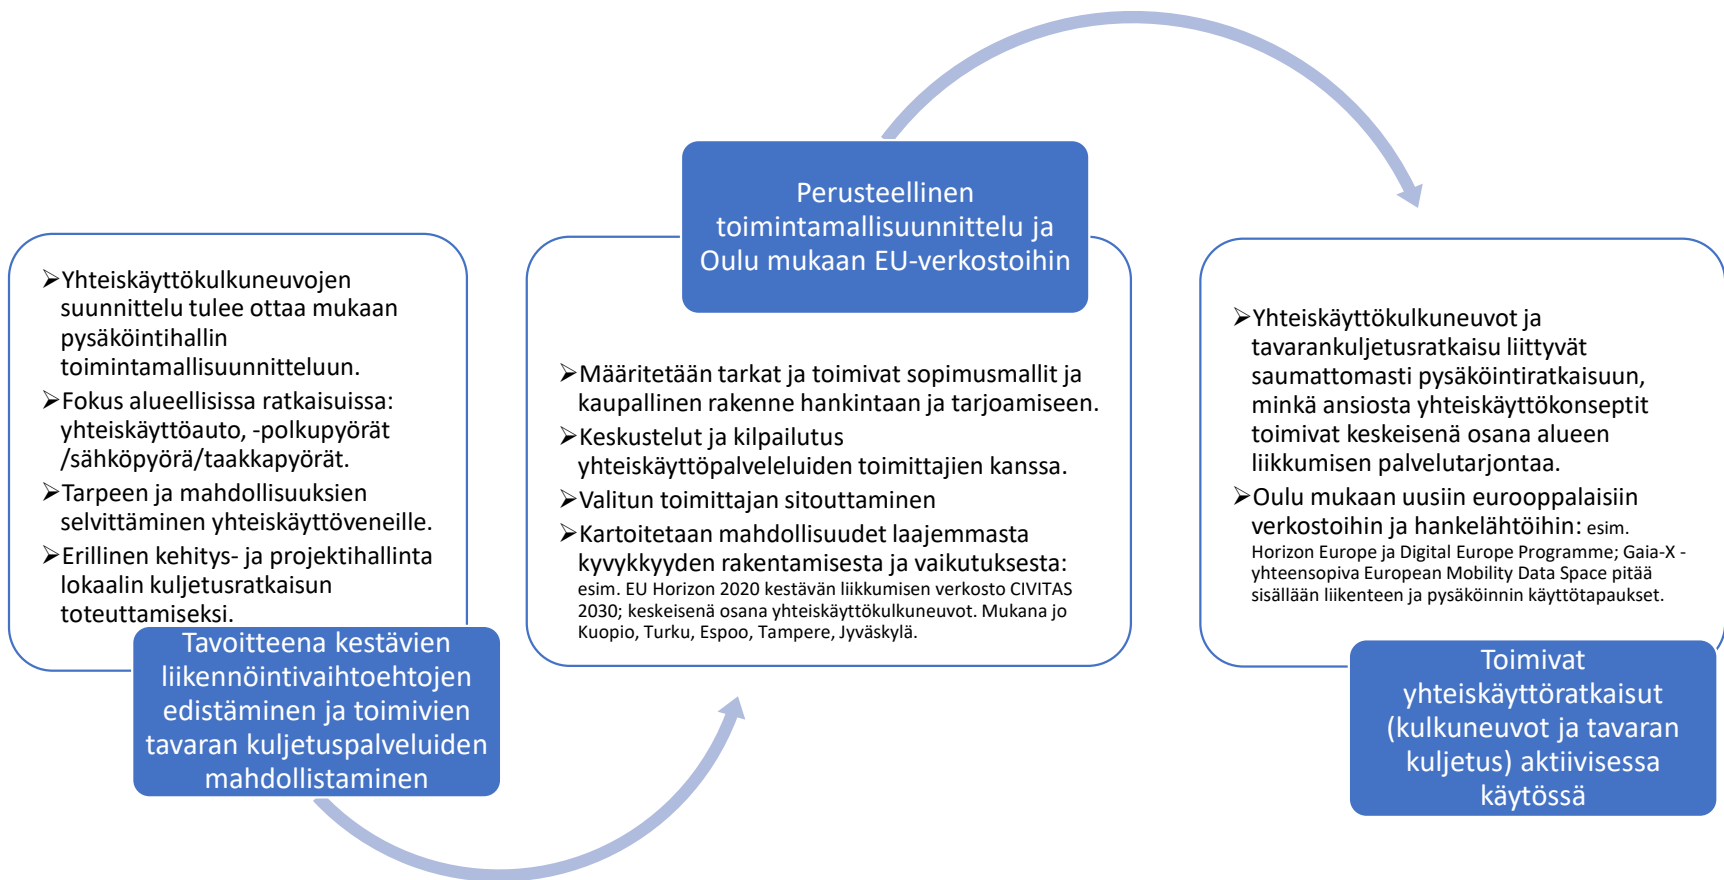 ➢Yhteiskäyttökulkuneuvojen
suunnittelu tulee ottaa mukaan
pysäköintihallin
toimintamallisuunnitteluun.
➢Fokus alueellisissa ratkaisuissa:
yhteiskäyttöauto, -polkupyörät
/sähköpyörä/taakkapyörät.
➢Tarpeen ja mahdollisuuksien
selvittäminen yhteiskäyttöveneille.
➢Erillinen kehitys- ja projektihallinta
lokaalin kuljetusratkaisun
toteuttamiseksi.
Tavoitteena kestävien
liikennöintivaihtoehtojen
edistäminen ja toimivien
tavaran kuljetuspalveluiden
mahdollistaminen
Perusteellinen
toimintamallisuunnittelu ja
Oulu mukaan EU-verkostoihin
➢Määritetään tarkat ja toimivat sopimusmallit ja
kaupallinen rakenne hankintaan ja tarjoamiseen.
➢Keskustelut ja kilpailutus
yhteiskäyttöpalveleluiden toimittajien kanssa.
➢Valitun toimittajan sitouttaminen
➢Kartoitetaan mahdollisuudet laajemmasta
kyvykkyyden rakentamisesta ja vaikutuksesta:
esim. EU Horizon 2020 kestävän liikkumisen verkosto CIVITAS
2030; keskeisenä osana yhteiskäyttökulkuneuvot. Mukana jo
Kuopio, Turku, Espoo, Tampere, Jyväskylä.
➢Yhteiskäyttökulkuneuvot ja
tavarankuljetusratkaisu liittyvät
saumattomasti pysäköintiratkaisuun,
minkä ansiosta yhteiskäyttökonseptit
toimivat keskeisenä osana alueen
liikkumisen palvelutarjontaa.
➢Oulu mukaan uusiin eurooppalaisiin
verkostoihin ja hankelähtöihin: esim.
Horizon Europe ja Digital Europe Programme; Gaia-X -
yhteensopiva European Mobility Data Space pitää
sisällään liikenteen ja pysäköinnin käyttötapaukset.
Toimivat
yhteiskäyttöratkaisut
(kulkuneuvot ja tavaran
kuljetus) aktiivisessa
käytössä